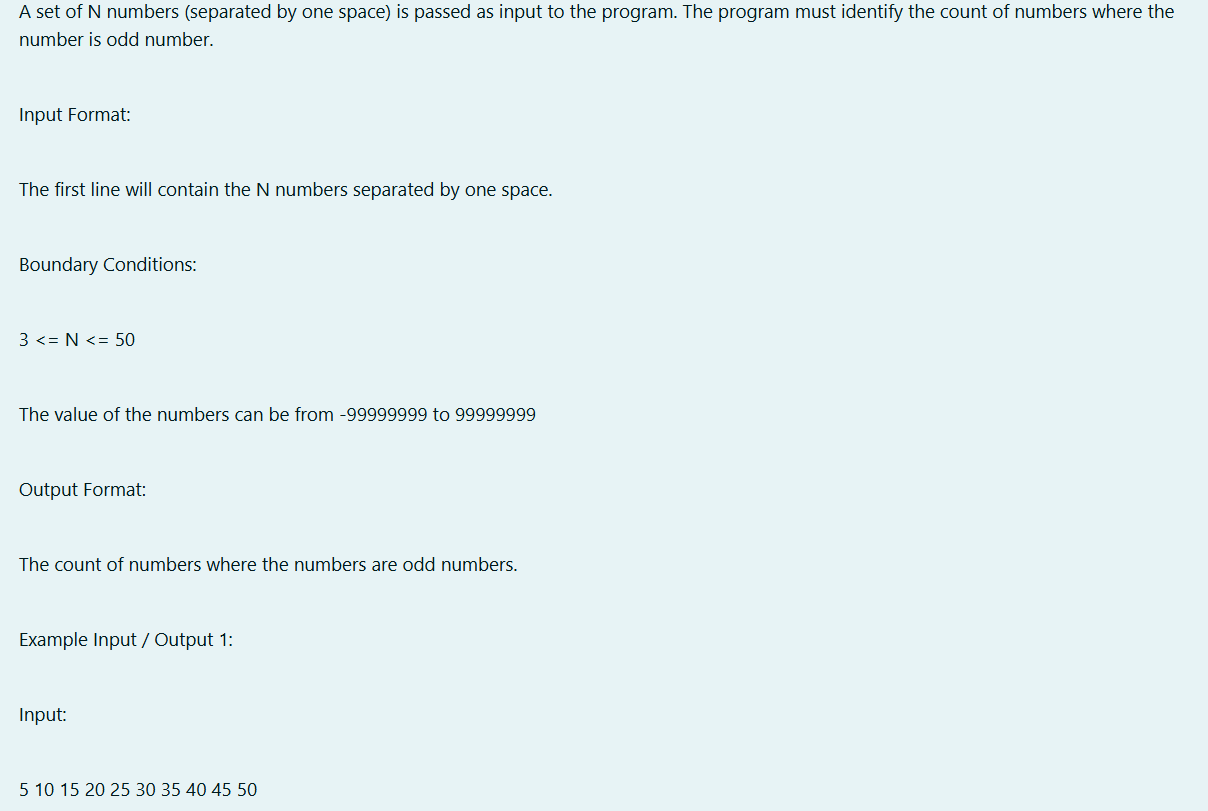 A set of N numbers (separated by one space) is passed as input to the program. The program must identify the count of numbers where the
number is odd number.
Input Format:
The first line will contain the N numbers separated by one space.
Boundary Conditions:
3 <= N <= 50
The value of the numbers can be from -99999999 to 99999999
Output Format:
The count of numbers where the numbers are odd numbers.
Example Input / Output 1:
Input:
5 10 15 20 25 30 35 40 45 50